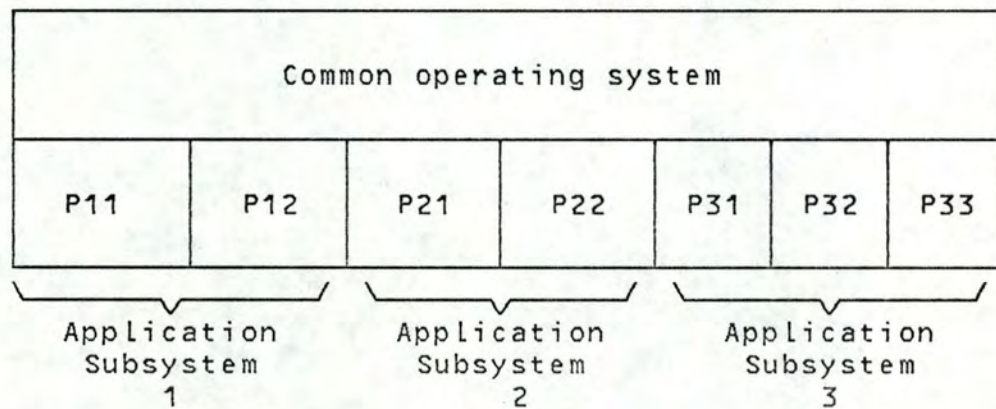 Common operating system
P11 P12 P21 P22 P31 P32 P33
Application Application Application
Subsystem Subsystem Subsystem
1 2 3